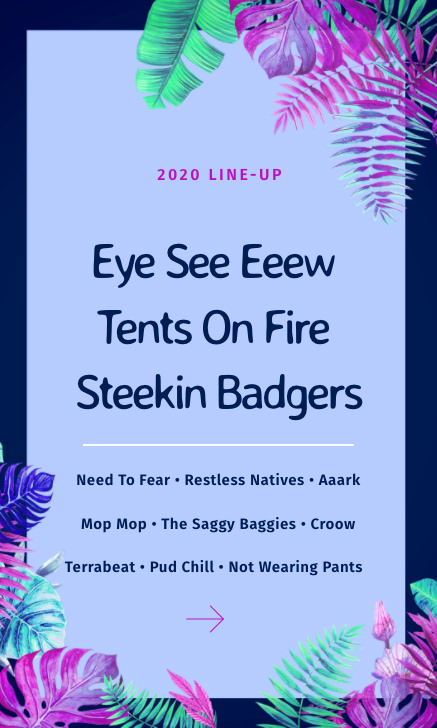 2020 LINE-UP
Eye See Eeew
Tents On Fire
Steekin Badgers
Need To Fear • Restless Natives • Aaark
Mop Mop • The Saggy Baggies • Croow
Terrabeat • Pud Chill • Not Wearing Pants